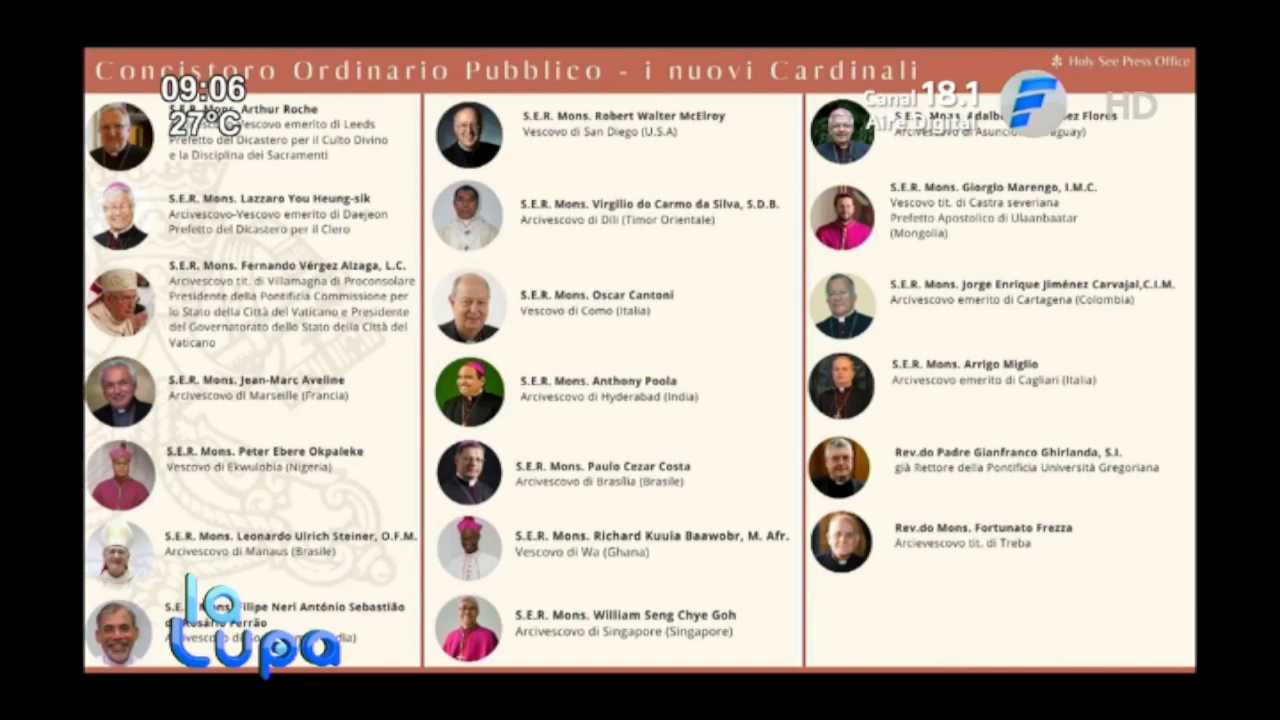 Concistoro Ordinario Pubblico - i nuovi Cardinali
Holy See Press Office
09:06
27°C
Canal 18.1
Aire Digital
HD
S.E.R. Mons. Arthur Roche
Arcivescovo-Vescovo emerito di Leeds
Prefetto del Dicastero per il Culto Divino
e la Disciplina dei Sacramenti
S.E.R. Mons. Lazzaro You Heung-sik
Arcivescovo-Vescovo emerito di Daejeon
Prefetto del Dicastero per il Clero
S.E.R. Mons. Fernando Vérgez Alzaga, L.C.
Arcivescovo tit. di Villamagna di Proconsolare
Presidente della Pontificia Commissione per
lo Stato della Città del Vaticano e Presidente
del Governatorato dello Stato della Città del
Vaticano
S.E.R. Mons. Jean-Marc Aveline
Arcivescovo di Marseille (Francia)
S.E.R. Mons. Peter Ebere Okpaleke
Vescovo di Ekwulobia (Nigeria)
S.E.R. Mons. Leonardo Ulrich Steiner, O.F.M.
Arcivescovo di Manaus (Brasile)
Mons. Filipe Neri António Sebastião
Rosário Ferrão
di
la Lupa
S.E.R. Mons. Robert Walter McElroy
Vescovo di San Diego (U.S.A)
S.E.R. Mons. Virgilio do Carmo da Silva, S.D.B.
Arcivescovo di Dili (Timor Orientale)
S.E.R. Mons. Oscar Cantoni
Vescovo di Como (Italia)
S.E.R. Mons. Anthony Poola
Arcivescovo di Hyderabad (India)
S.E.R. Mons. Paulo Cezar Costa
Arcivescovo di Brasília (Brasile)
S.E.R. Mons. Richard Kuuia Baawobr, M. Afr.
Vescovo di Wa (Ghana)
S.E.R. Mons. William Seng Chye Goh
Arcivescovo di Singapore (Singapore)
S.E.R. Mons. Flores
Arcivescovo di
S.E.R. Mons. Giorgio Marengo, I.M.C.
Vescovo tit. di Castra severiana
Prefetto Apostolico di Ulaanbaatar
(Mongolia)
S.E.R. Mons. Jorge Enrique Jiménez Carvajal,C.I.M.
Arcivescovo emerito di Cartagena (Colombia)
S.E.R. Mons. Arrigo Miglio
Arcivescovo emerito di Cagliari (Italia)
Rev.do Padre Gianfranco Ghirlanda, S.I.
già Rettore della Pontificia Università Gregoriana
Rev.do Mons. Fortunato Frezza
Arcievescovo tit. di Treba